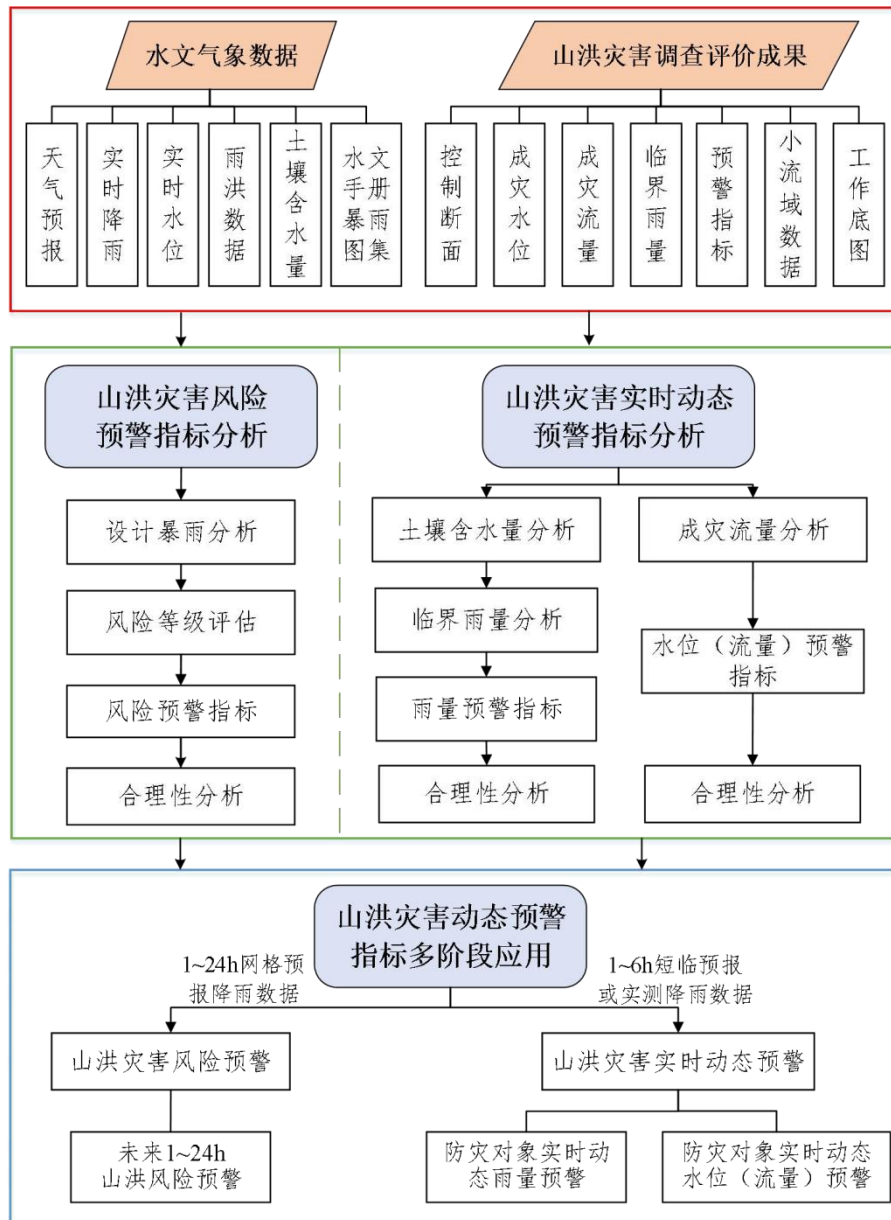 水文气象数据
山洪灾害调查评价成果
天气预报
实时降雨
实时水位
雨洪数据
土壤含水量
水文手册暴雨图集
控制断面
成灾水位
成灾流量
临界雨量
预警指标
小流域数据
工作底图
山洪灾害风险
预警指标分析
山洪灾害实时动态
预警指标分析
设计暴雨分析
风险等级评估
风险预警指标
合理性分析
土壤含水量分析
临界雨量分析
雨量预警指标
合理性分析
成灾流量分析
水位（流量）预警
指标
合理性分析
山洪灾害动态预警
指标多阶段应用
1~24h网格预
报降雨数据
1~6h短临预报
或实测降雨数据
山洪灾害风险预警
山洪灾害实时动态预警
未来1~24h
山洪风险预警
防灾对象实时动
态雨量预警
防灾对象实时动态
水位（流量）预警